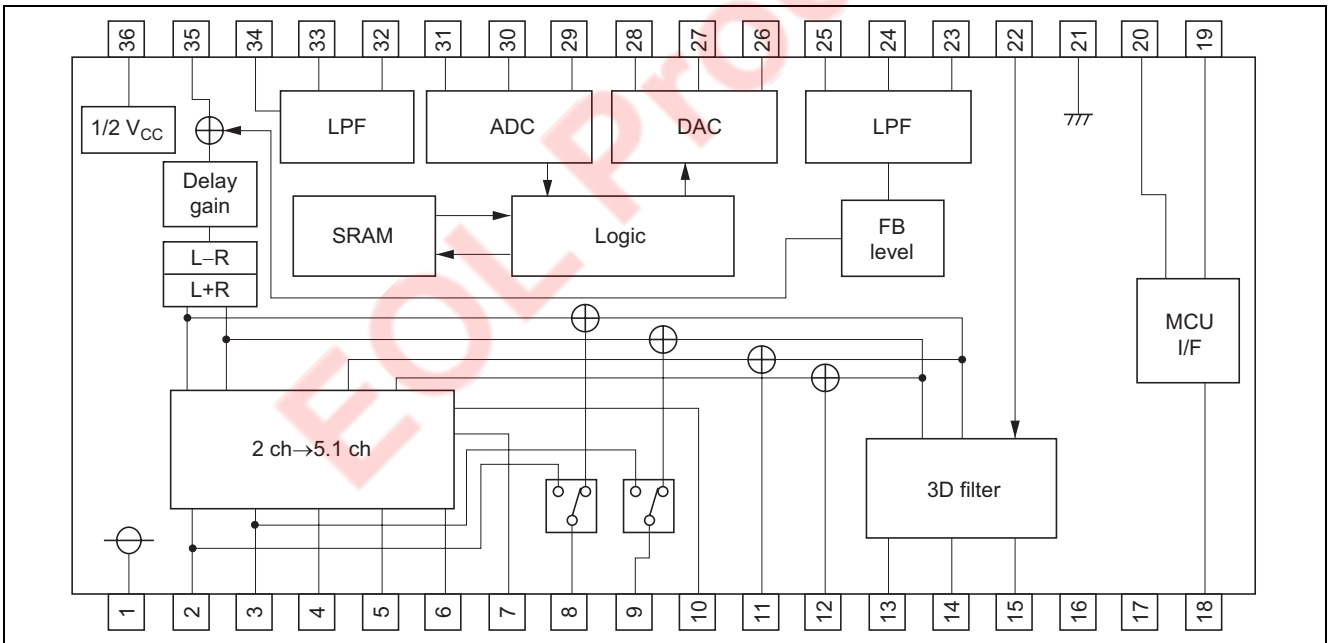 36 35 34 33 32 31 30 29 28 27 26 25 24 23 22 21 20 19
1/2 VCC
LPF
ADC
DAC
LPF
Delay
gain
SRAM
Logic
FB
level
L−R
L+R
MCU
I/F
2 ch→5.1 ch
3D filter
1 2 3 4 5 6 7 8 9 10 11 12 13 14 15 16 17 18
EOL Pro